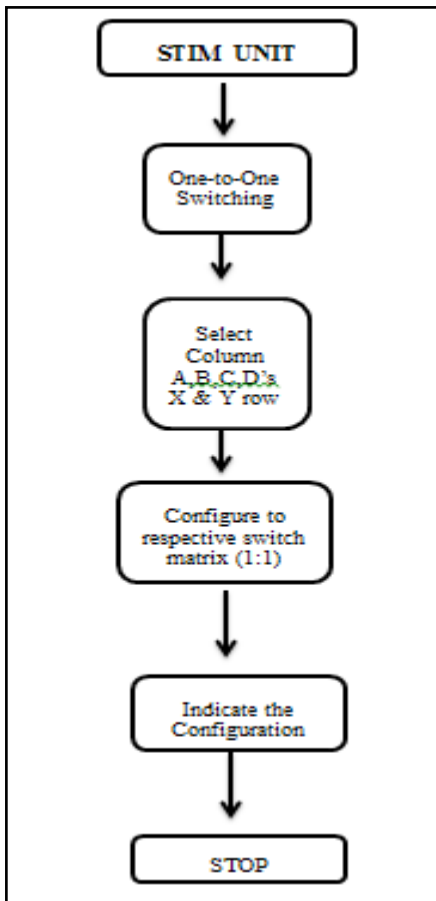 STIM UNIT
One-to-One
Switching
Select
Column
A,B,C,D's
X & Y row
Configure to
respective switch
matrix (1:1)
Indicate the
Configuration
STOP